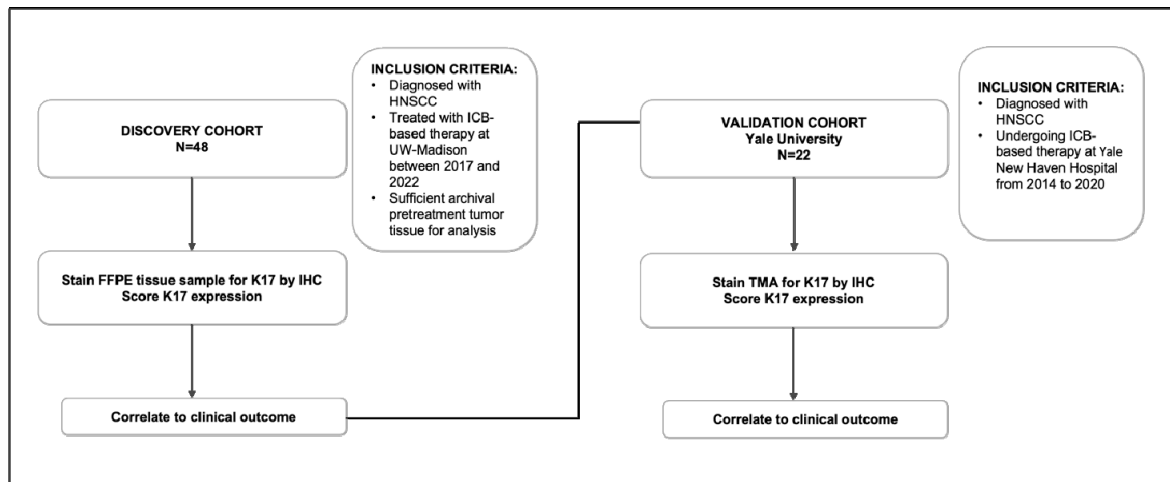 DISCOVERY COHORT
N=48
INCLUSION CRITERIA:
• Diagnosed with
HNSCC
• Treated with ICB-
based therapy at
UW-Madison
between 2017 and
2022
• Sufficient archival
pretreatment tumor
tissue for analysis
Stain FFPE tissue sample for K17 by IHC
Score K17 expression
Correlate to clinical outcome
VALIDATION COHORT
Yale University
N=22
INCLUSION CRITERIA:
• Diagnosed with
HNSCC
• Undergoing ICB-
based therapy at Yale
New Haven Hospital
from 2014 to 2020
Stain TMA for K17 by IHC
Score K17 expression
Correlate to clinical outcome